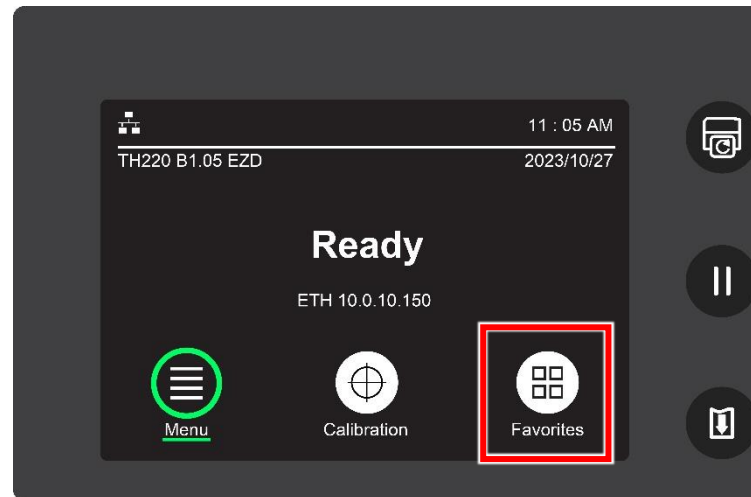 11 : 05 AM
TH220 B1.05 EZD
2023/10/27
Ready
ETH 10.0.10.150
Menu
Calibration
Favorites